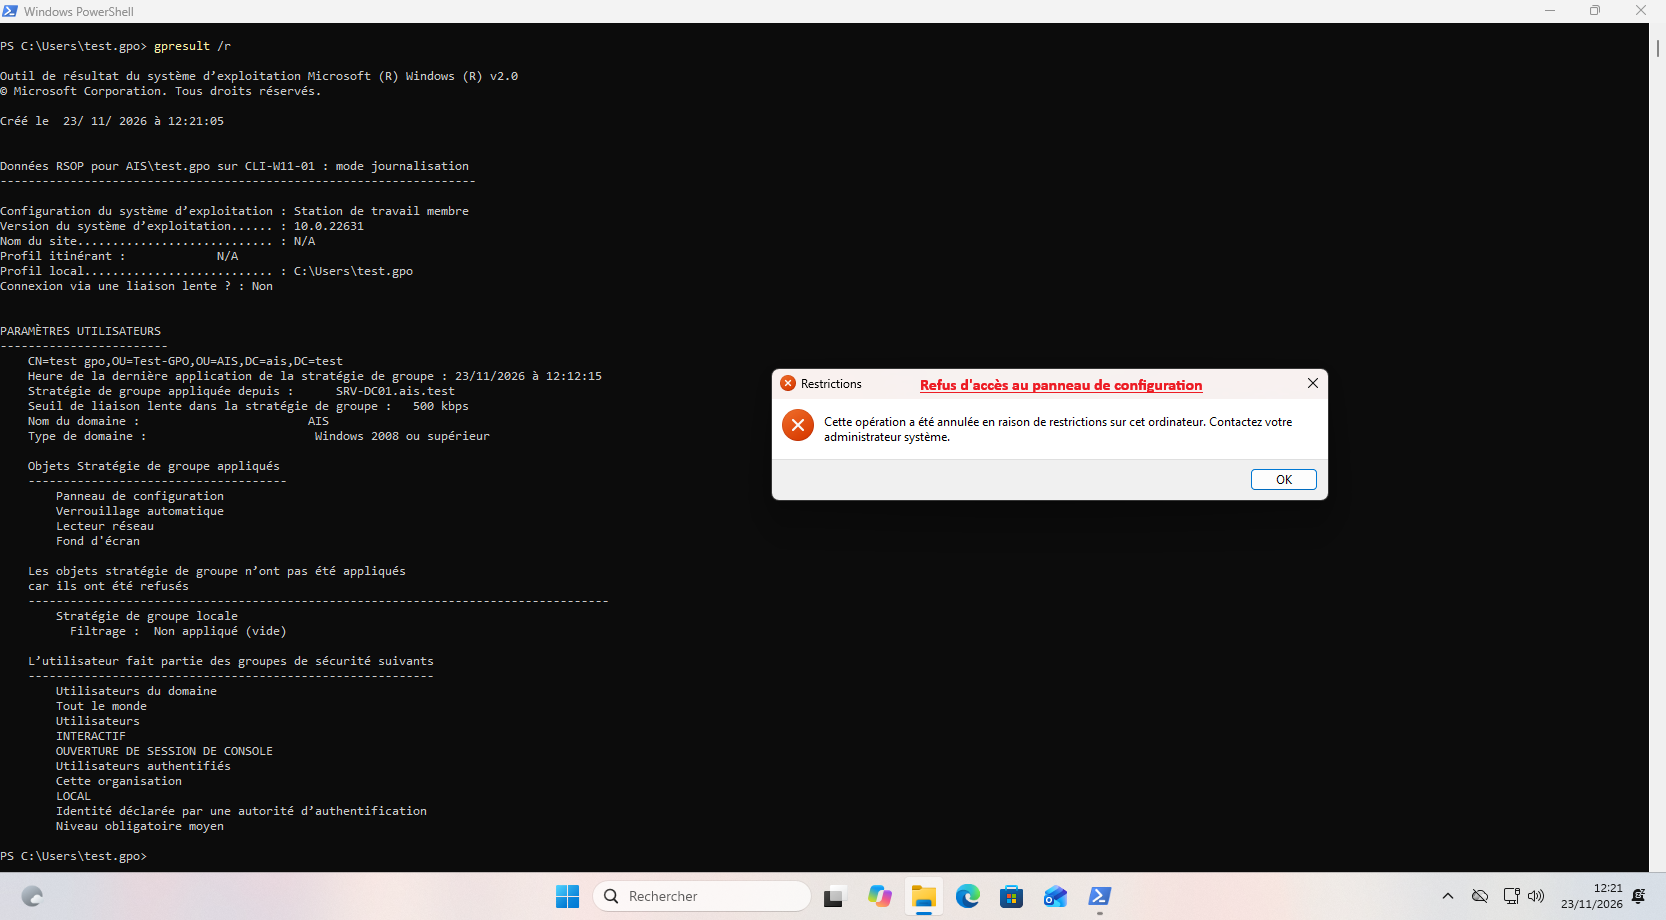 Windows PowerShell
PS C:\Users\test.gpo> gpresult /r
Outil de résultat du système d’exploitation Microsoft (R) Windows (R) v2.0
© Microsoft Corporation. Tous droits réservés.
Créé le  23/ 11/ 2026 à 12:21:05
Données RSOP pour AIS\test.gpo sur CLI-W11-01 : mode journalisation
--------------------------------------------------------------------
Configuration du système d’exploitation : Station de travail membre
Version du système d’exploitation...... : 10.0.22631
Nom du site............................ : N/A
Profil itinérant :             N/A
Profil local........................... : C:\Users\test.gpo
Connexion via une liaison lente ? : Non
PARAMÈTRES UTILISATEURS
------------------------
CN=test gpo,OU=Test-GPO,OU=AIS,DC=ais,DC=test
Heure de la dernière application de la stratégie de groupe : 23/11/2026 à 12:12:15
Stratégie de groupe appliquée depuis :      SRV-DC01.ais.test
Seuil de liaison lente dans la stratégie de groupe :   500 kbps
Nom du domaine :                        AIS
Type de domaine :                        Windows 2008 ou supérieur
Objets Stratégie de groupe appliqués
-------------------------------------
Panneau de configuration
Verrouillage automatique
Lecteur réseau
Fond d'écran
Les objets stratégie de groupe n’ont pas été appliqués
car ils ont été refusés
-----------------------------------------------------------------------------------
Stratégie de groupe locale
Filtrage :  Non appliqué (vide)
L’utilisateur fait partie des groupes de sécurité suivants
----------------------------------------------------------
Utilisateurs du domaine
Tout le monde
Utilisateurs
INTERACTIF
OUVERTURE DE SESSION DE CONSOLE
Utilisateurs authentifiés
Cette organisation
LOCAL
Identité déclarée par une autorité d’authentification
Niveau obligatoire moyen
PS C:\Users\test.gpo>
Restrictions
Refus d'accès au panneau de configuration
Cette opération a été annulée en raison de restrictions sur cet ordinateur. Contactez votre
administrateur système.
OK
Rechercher
12:21
23/11/2026